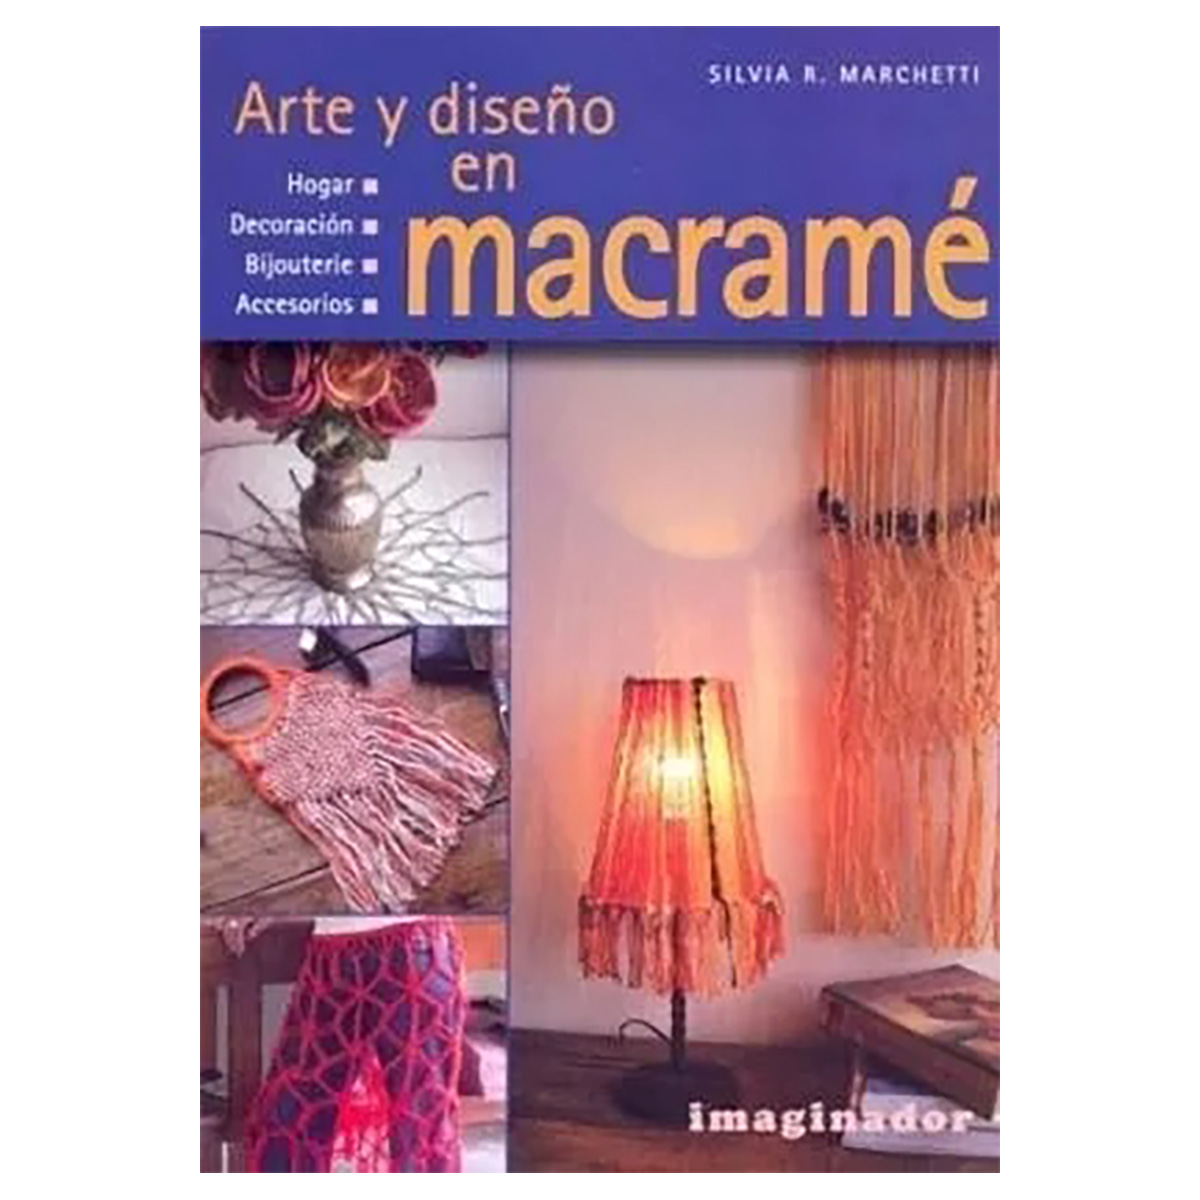 SILVIA R. MARCHETTI
Arte y diseño
en
macramé
Hogar
Decoración
Bijouterie
Accesorios
imaginador